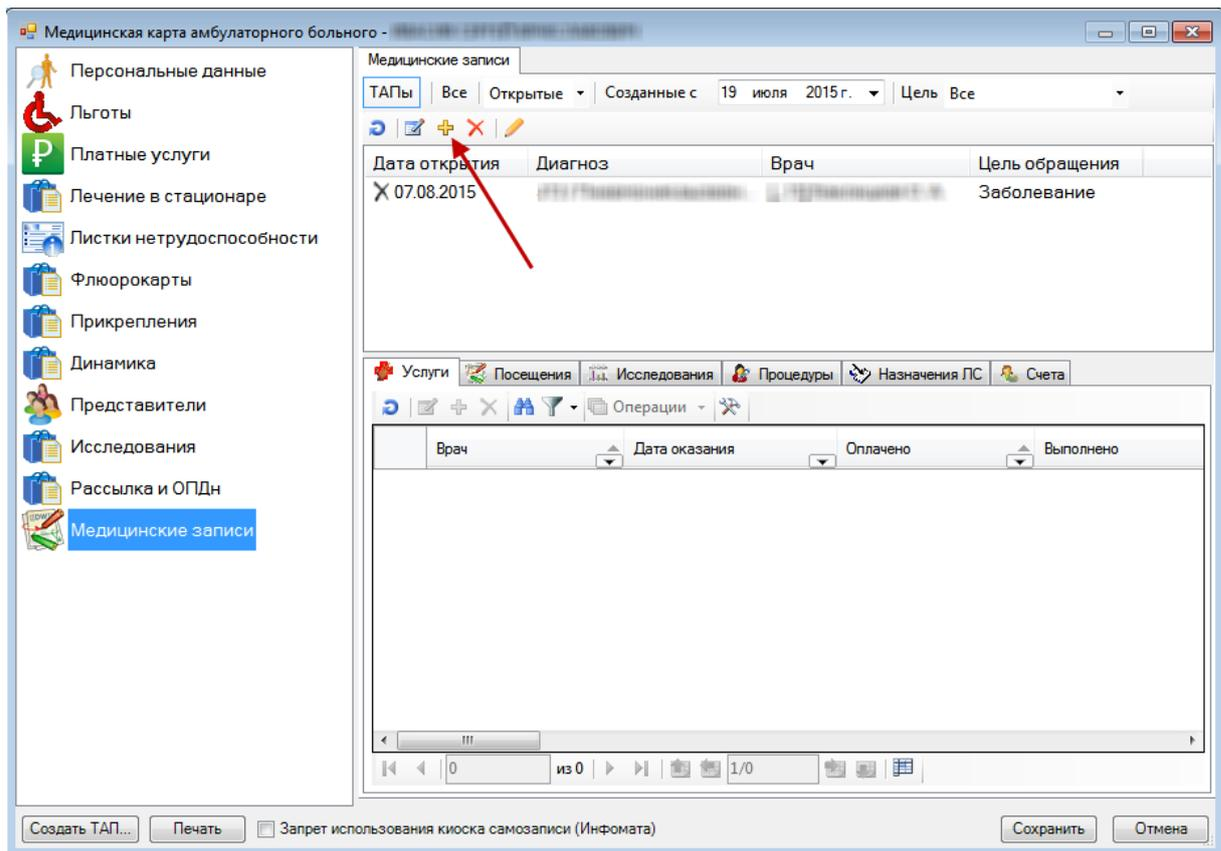 Медицинская карта амбулаторного больного -
Персональные данные
Льготы
Платные услуги
Лечение в стационаре
Листки нетрудоспособности
Флюорокарты
Прикрепления
Динамика
Представители
Исследования
Рассылка и ОПДн
Медицинские записи
Медицинские записи
ТАПы Все Открытые Созданные с 19 июля 2015 г. Цель Все
Дата открытия Диагноз Врач Цель обращения
07.08.2015 Заболевание
Услуги Посещения Исследования Процедуры Назначения ЛС Счета
Операции
Врач Дата оказания Оплачено Выполнено
0 из 0 1/0
Создать ТАП... Печать Запрет использования киоска самозаписи (Инфомата) Сохранить Отмена